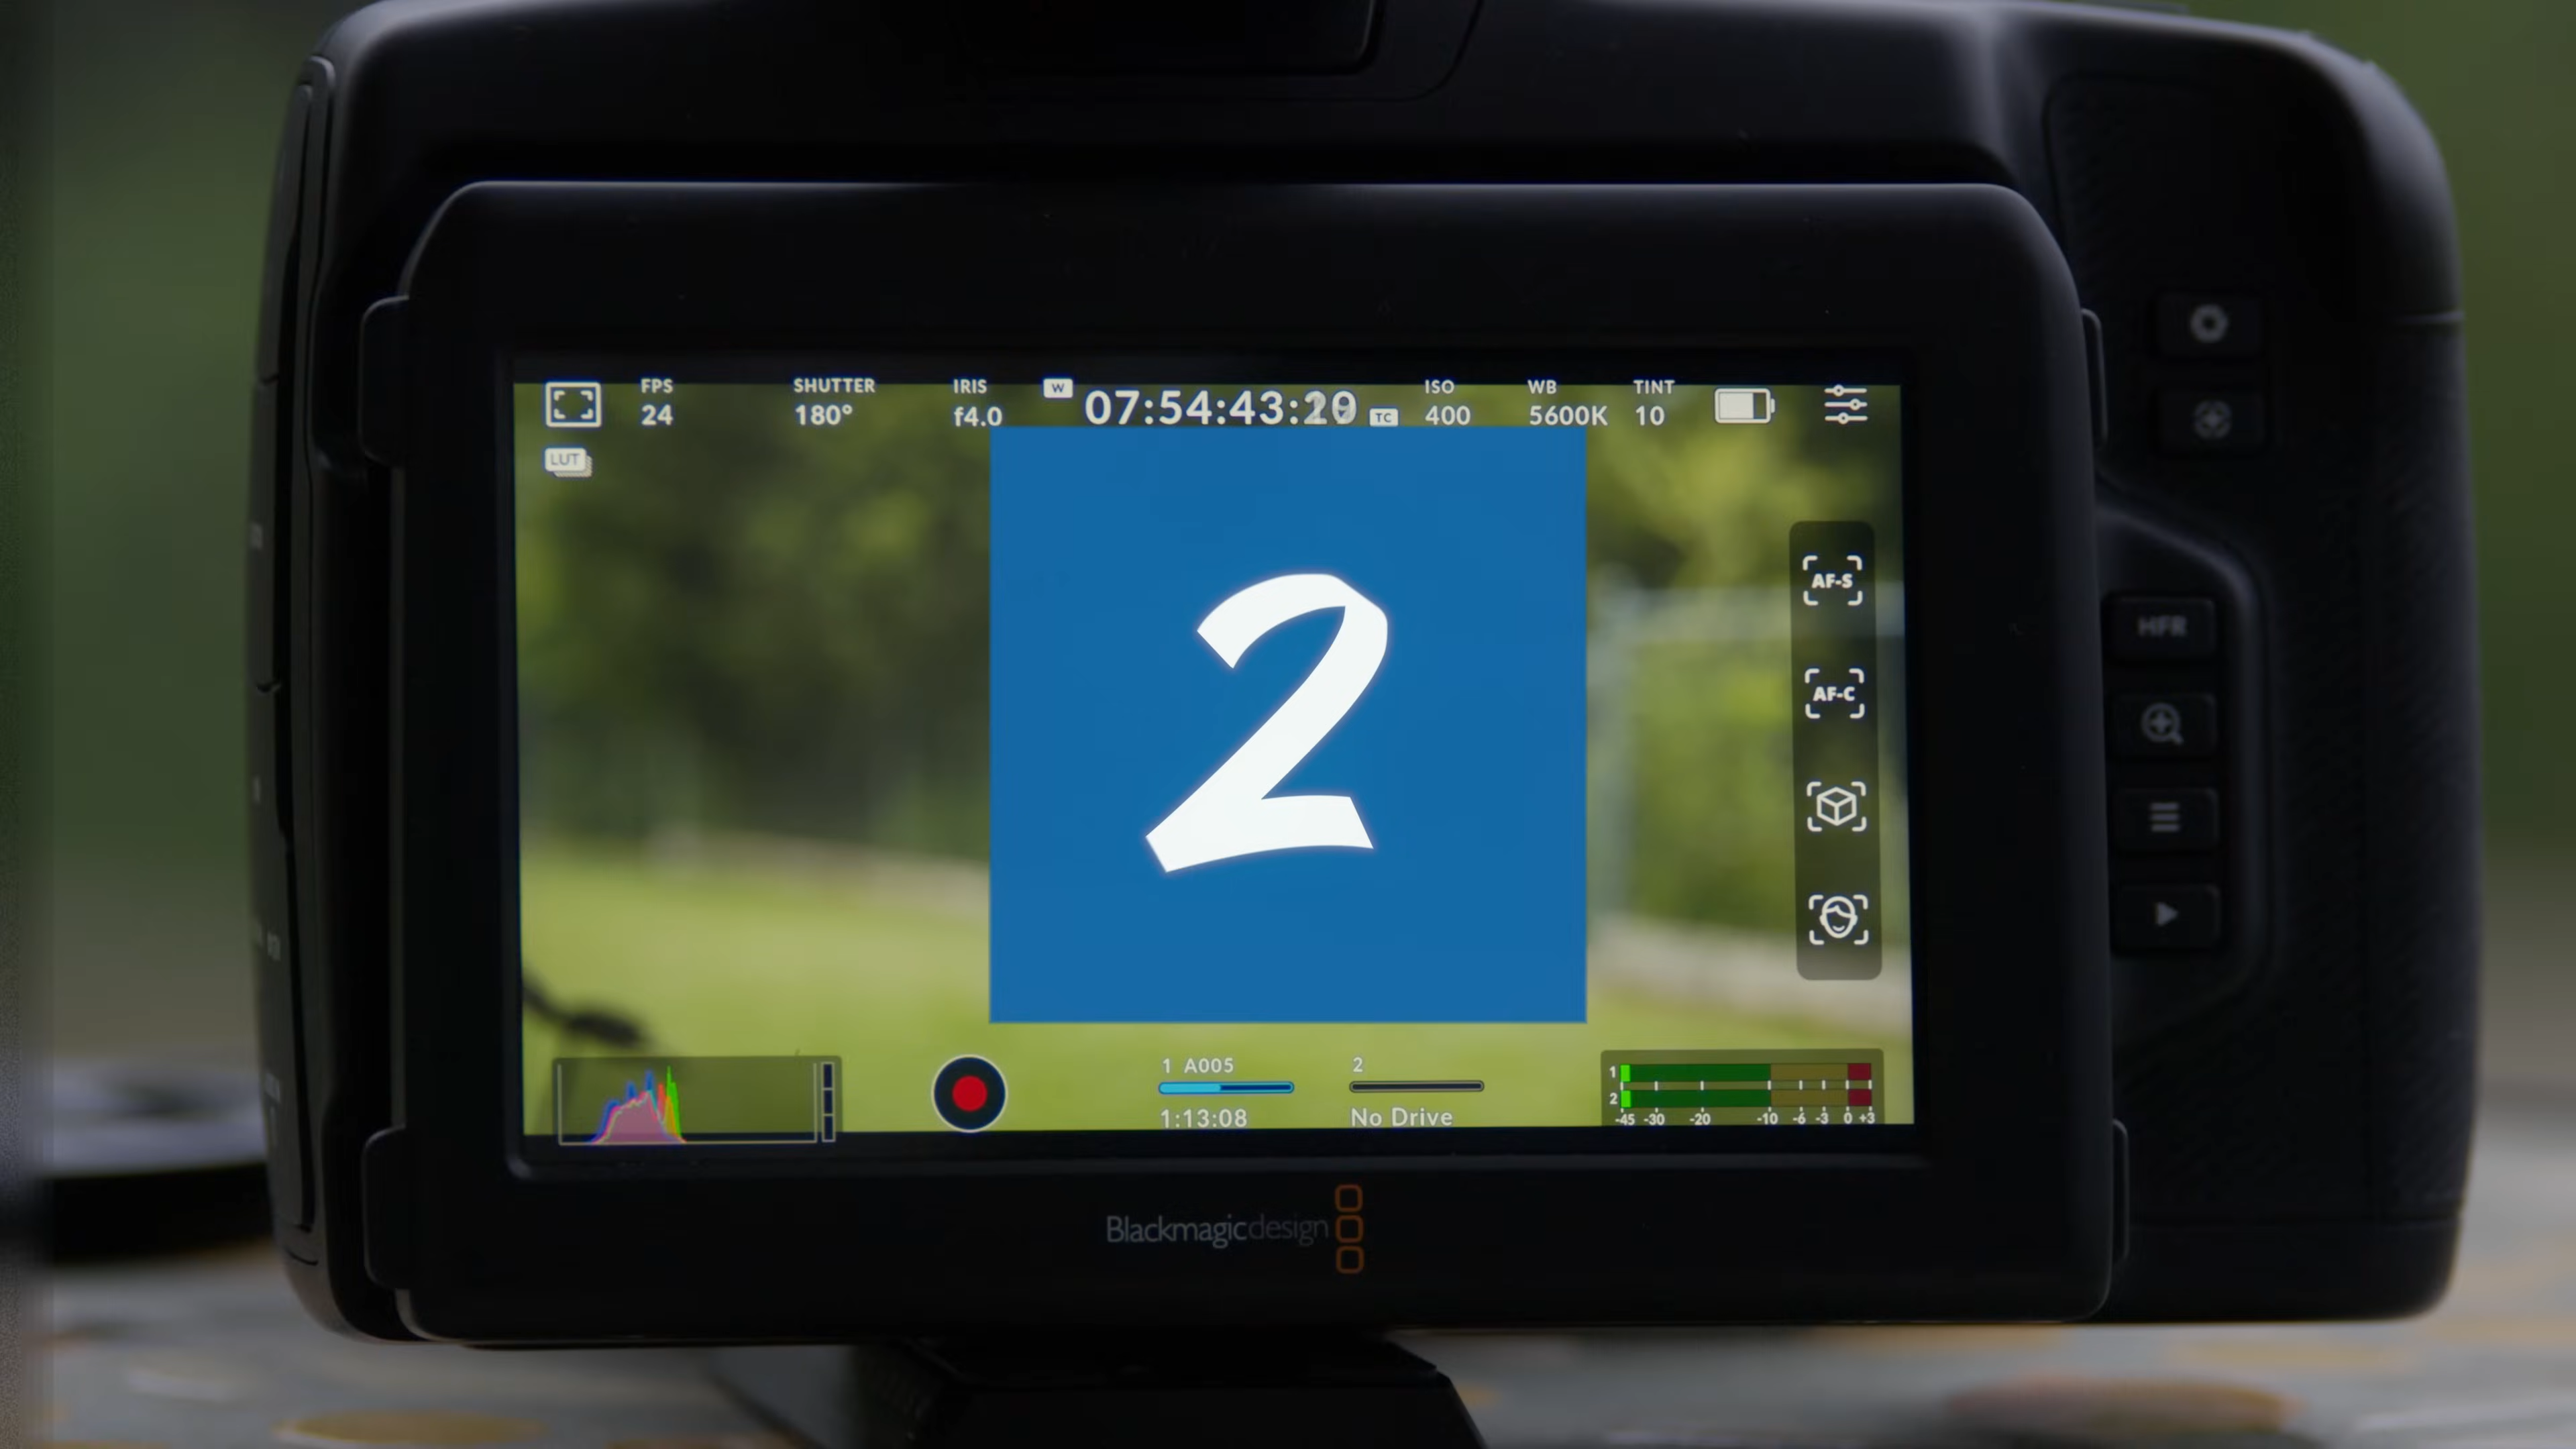 FPS SHUTTER IRIS W 07:54:43: TC ISO WB TINT
24 180° f4.0 400 5600K 10
LUT
2
AF-S
AF-C
HFR
1 A005 2
1:13:08 No Drive
1
2
-45 -30 -20 -10 -6 -3 0 +3
Blackmagicdesign